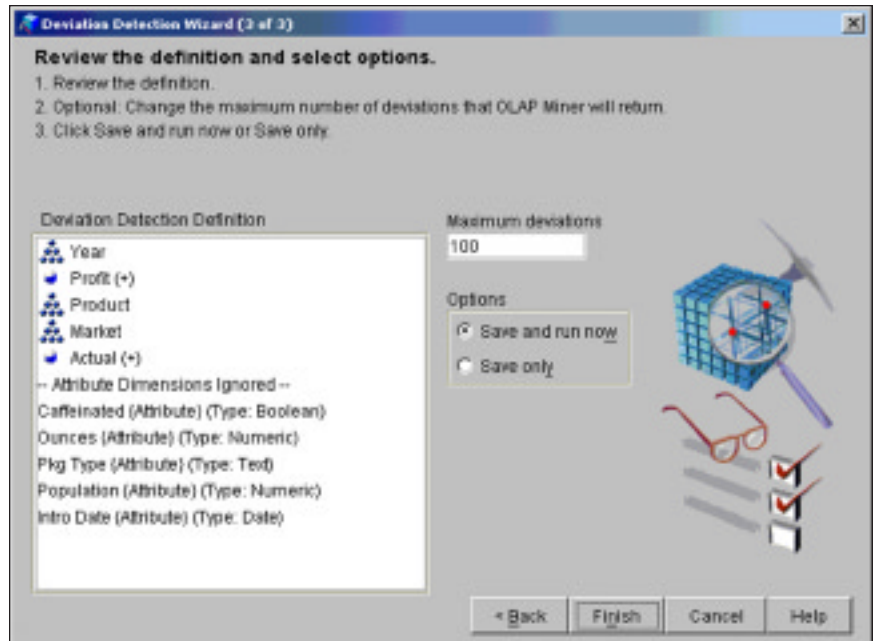 Deviation Detection Wizard (3 of 3)
Review the definition and select options.
1. Review the definition.
2. Optional: Change the maximum number of deviations that OLAP Miner will return.
3. Click Save and run now or Save only.
Deviation Detection Definition
Year
Profit (+)
Product
Market
Actual (+)
-- Attribute Dimensions Ignored --
Caffeinated (Attribute) (Type: Boolean)
Ounces (Attribute) (Type: Numeric)
Pkg Type (Attribute) (Type: Text)
Population (Attribute) (Type: Numeric)
Intro Date (Attribute) (Type: Date)
Maximum deviations
100
Options
Save and run now
Save only
< Back
Finish
Cancel
Help